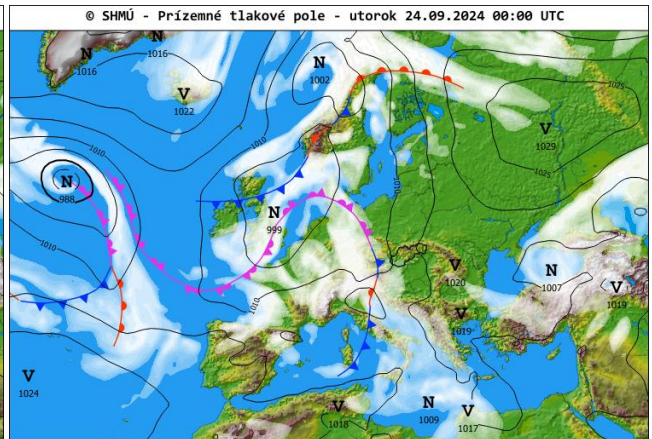 © SHMÚ - Prízemné tlakové pole - utorok 24.09.2024 00:00 UTC
N
1016
N
1016
V
1022
N
1002
1025
V
1029
1025
1010
1010
1010
N
988
N
999
1010
1010
V
1020
N
1007
V
1019
V
1019
V
1024
V
1018
N
1009
V
1017